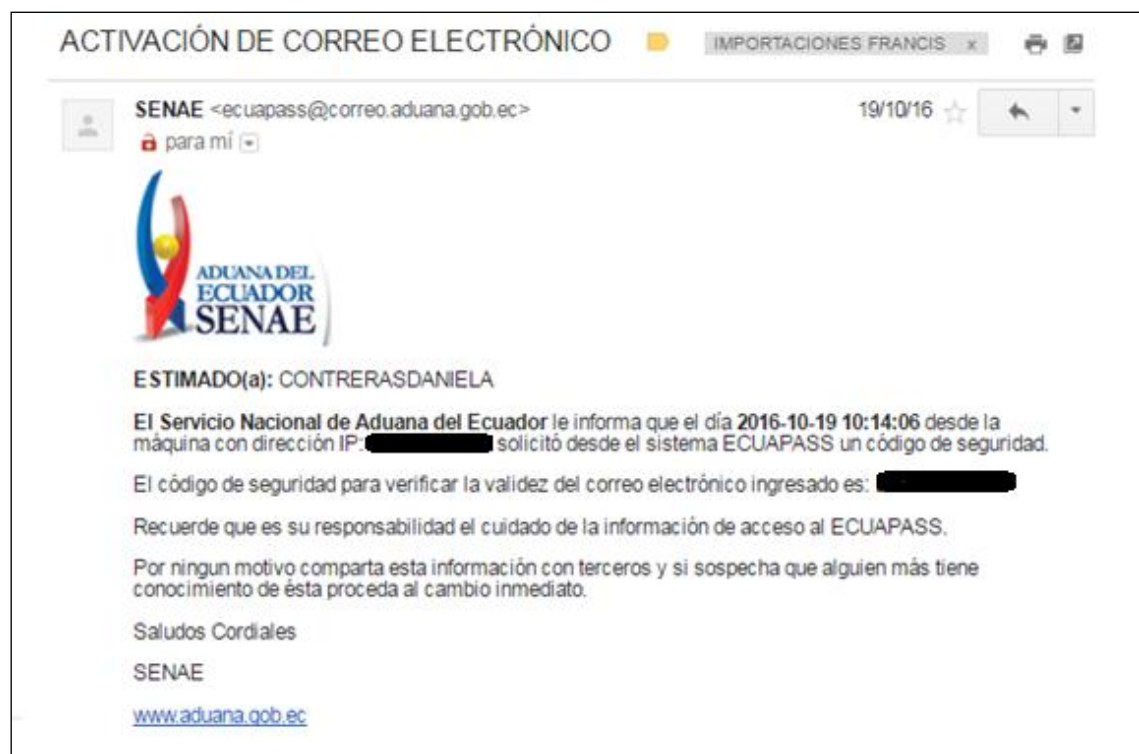 ACTIVACIÓN DE CORREO ELECTRÓNICO
IMPORTACIONES FRANCIS x
SENAE <ecuapass@correo.aduana.gob.ec>
19/10/16
para mí
ADUANA DEL
ECUADOR
SENAE
ESTIMADO(a): CONTRERASDANIELA
El Servicio Nacional de Aduana del Ecuador le informa que el día 2016-10-19 10:14:06 desde la
máquina con dirección IP: solicitó desde el sistema ECUAPASS un código de seguridad.
El código de seguridad para verificar la validez del correo electrónico ingresado es:
Recuerde que es su responsabilidad el cuidado de la información de acceso al ECUAPASS.
Por ningun motivo comparta esta información con terceros y si sospecha que alguien más tiene
conocimiento de ésta proceda al cambio inmediato.
Saludos Cordiales
SENAE
www.aduana.gob.ec